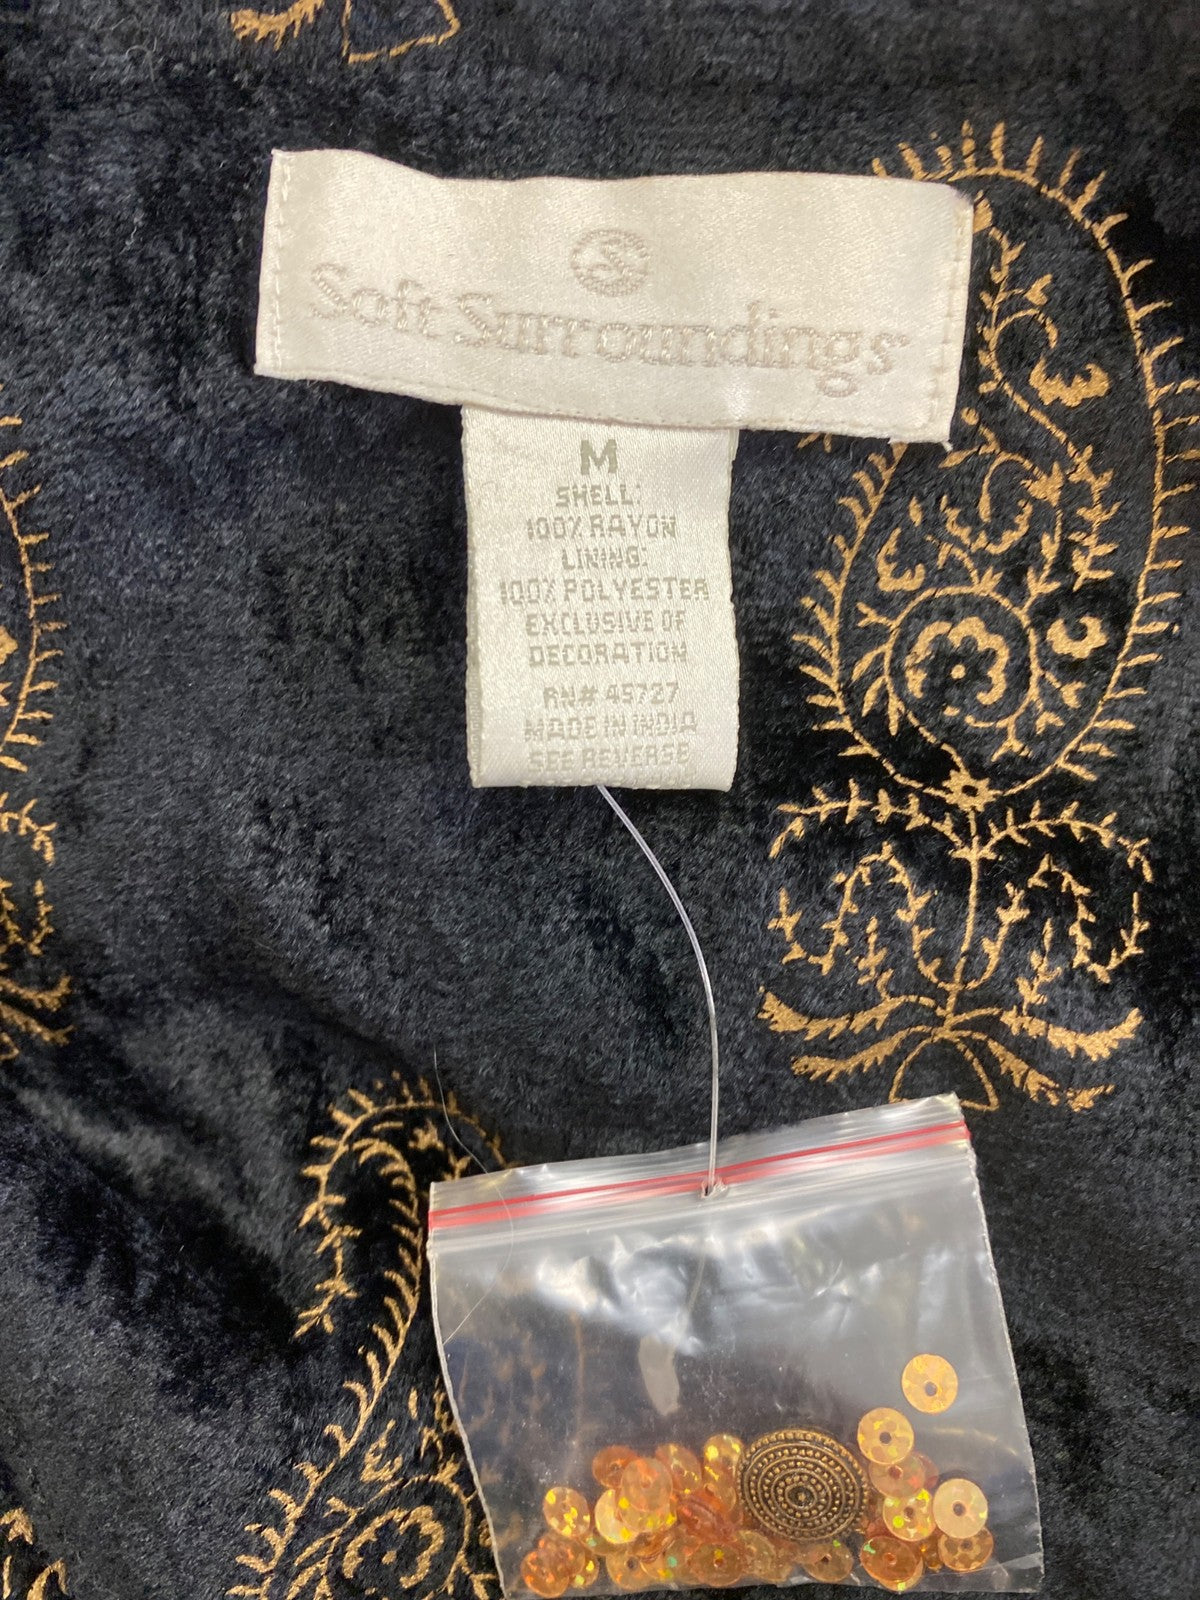 Soft Surroundings
M
SHELL:
100% RAYON
LINING:
100% POLYESTER
EXCLUSIVE OF
DECORATION
RN# 45727
MADE IN INDIA
SEE REVERSE